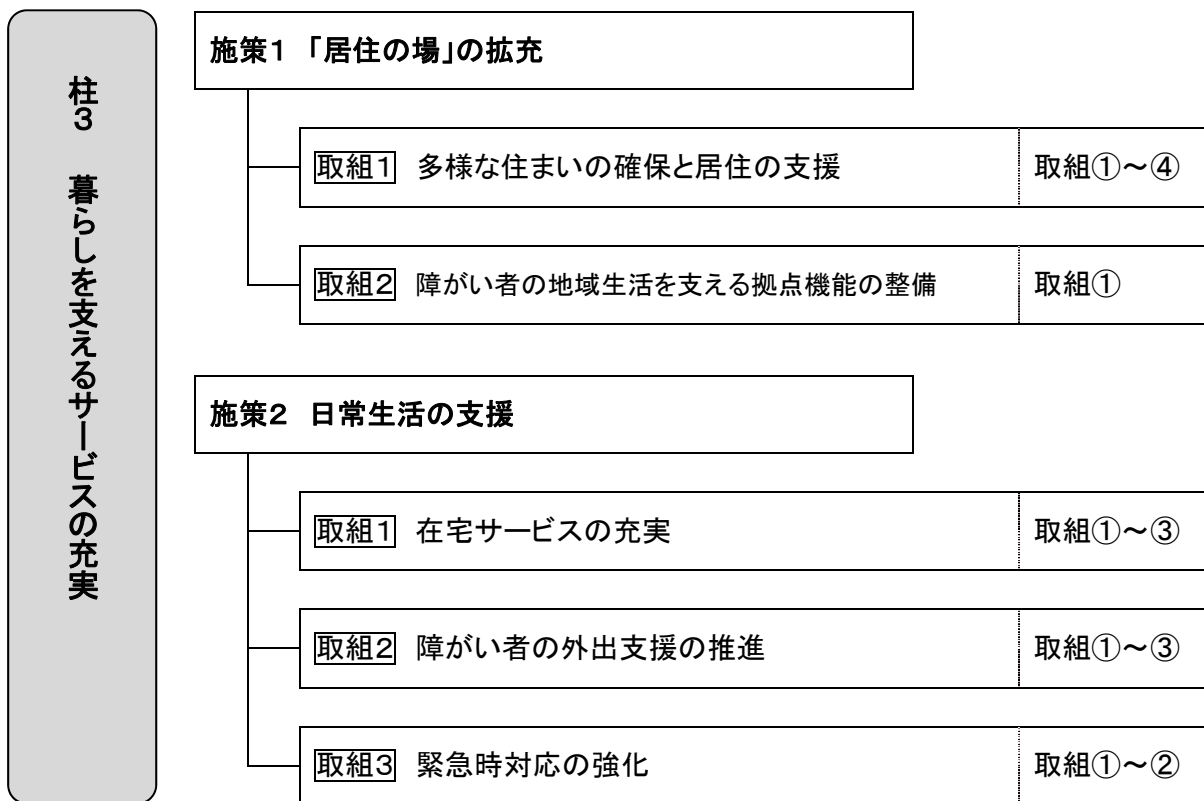 柱3 暮らしを支えるサービスの充実
施策1 「居住の場」の拡充
取組1 多様な住まいの確保と居住の支援 取組①～④
取組2 障がい者の地域生活を支える拠点機能の整備 取組①
施策2 日常生活の支援
取組1 在宅サービスの充実 取組①～③
取組2 障がい者の外出支援の推進 取組①～③
取組3 緊急時対応の強化 取組①～②